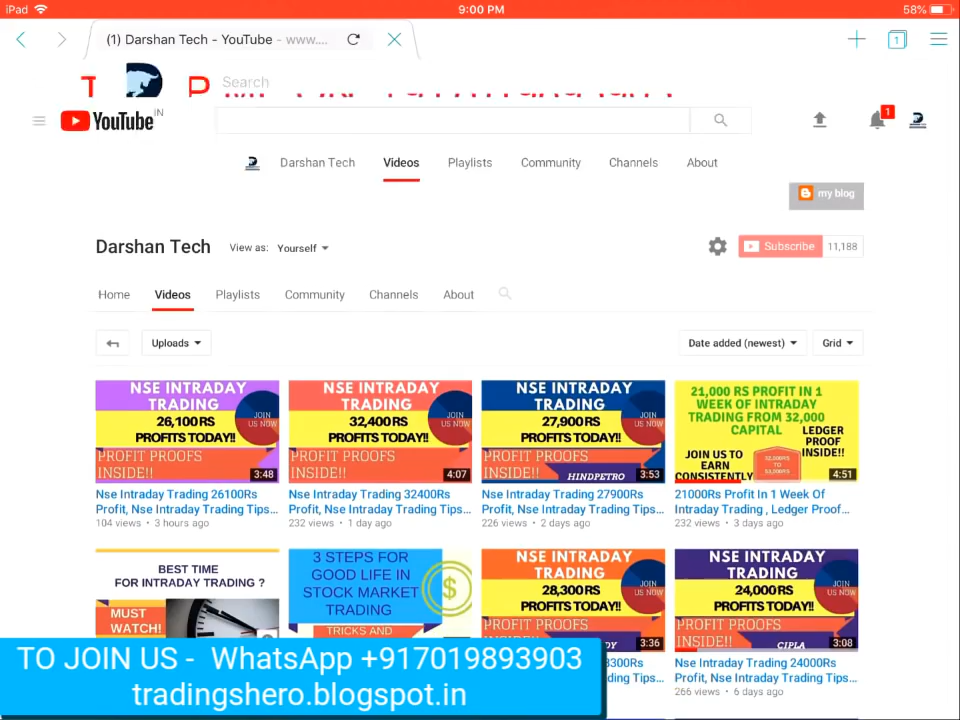 iPad 9:00 PM 58%
(1) Darshan Tech - YouTube - www....
1
T D P
Search
YouTube IN
1
Darshan Tech Videos Playlists Community Channels About
my blog
Darshan Tech View as: Yourself Subscribe 11,188
Home Videos Playlists Community Channels About
Uploads Date added (newest) Grid
NSE INTRADAY
TRADING
26,100RS
PROFITS TODAY!!
JOIN
US NOW
PROFIT PROOFS
INSIDE!!
3:48
Nse Intraday Trading 26100Rs
Profit, Nse Intraday Trading Tips...
104 views • 3 hours ago
NSE INTRADAY
TRADING
32,400RS
PROFITS TODAY!!
JOIN
US NOW
PROFIT PROOFS
INSIDE!!
4:07
Nse Intraday Trading 32400Rs
Profit, Nse Intraday Trading Tips...
232 views • 1 day ago
NSE INTRADAY
TRADING
27,900RS
PROFITS TODAY!!
JOIN
US NOW
PROFIT PROOFS
INSIDE!!
HINDPETRO
3:53
Nse Intraday Trading 27900Rs
Profit, Nse Intraday Trading Tips...
226 views • 2 days ago
21,000 RS PROFIT IN 1
WEEK OF INTRADAY
TRADING FROM 32,000
CAPITAL
LEDGER
PROOF
INSIDE!!
JOIN US TO
EARN
CONSISTENTLY
4:51
21000Rs Profit In 1 Week Of
Intraday Trading , Ledger Proof...
232 views • 3 days ago
BEST TIME
FOR INTRADAY TRADING ?
MUST
WATCH!
3 STEPS FOR
GOOD LIFE IN
STOCK MARKET
TRADING
TRICKS AND
NSE INTRADAY
TRADING
28,300RS
PROFITS TODAY!!
JOIN
US NOW
PROFIT PROOFS
INSIDE!!
3:36
NSE INTRADAY
TRADING
24,000RS
PROFITS TODAY!!
JOIN
US NOW
PROFIT PROOFS
INSIDE!!
CIPLA
3:08
Nse Intraday Trading 24000Rs
Profit, Nse Intraday Trading Tips...
266 views • 6 days ago
TO JOIN US - WhatsApp +917019893903
tradingshero.blogspot.in